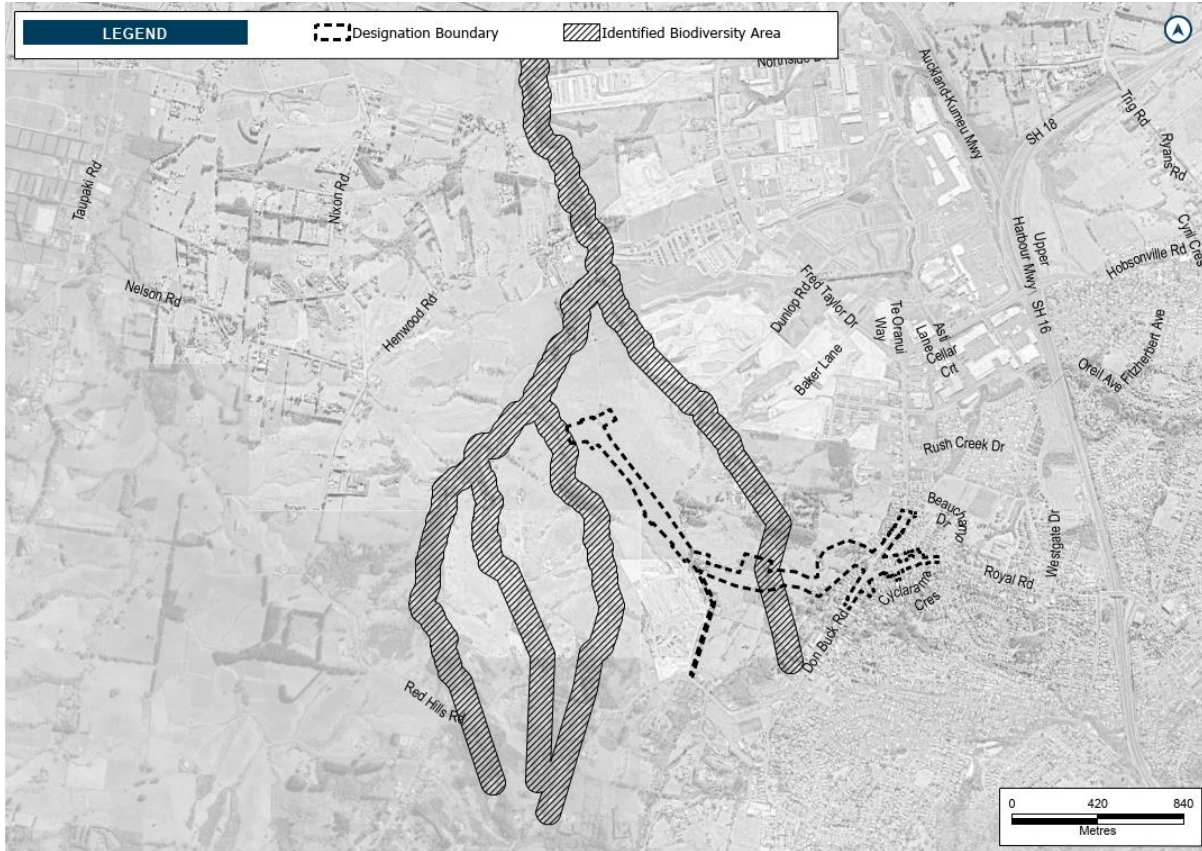 LEGEND
Designation Boundary
Identified Biodiversity Area
Auckland-Kumeu Mwy
SH 18
Trig Rd
Ryans Rd
Taupaki Rd
Nixon Rd
Cyril Cres
Upper
Harbour Mwy
SH 16
Hobsonville Rd
Nelson Rd
Henwood Rd
Fred Taylor Dr
Dunlop Rd
Te Oranui
Way
Asti
Lane
Cellar
Crt
Baker Lane
Oreil Ave
Fitzherbert Ave
Rush Creek Dr
Westgate Dr
Royal Rd
Cres
Don Buck Rd
Red Hills Rd
0 420 840
Metres